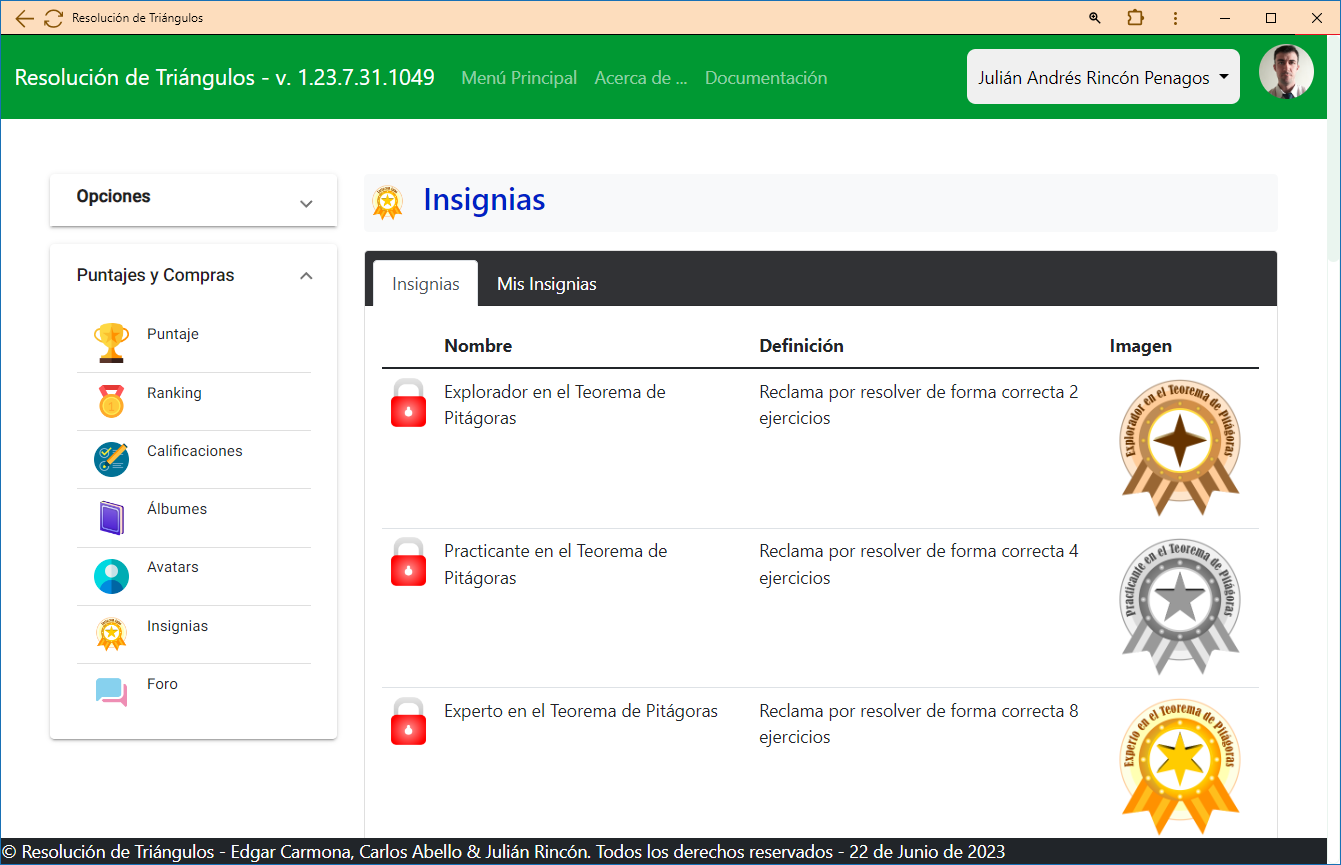 Resolución de Triángulos
Resolución de Triángulos - v. 1.23.7.31.1049
Menú Principal
Acerca de ...
Documentación
Julián Andrés Rincón Penagos
Opciones
Puntajes y Compras
Puntaje
Ranking
Calificaciones
Álbumes
Avatars
Insignias
Foro
Insignias
Insignias
Mis Insignias
Nombre
Definición
Imagen
Explorador en el Teorema de
Pitágoras
Reclama por resolver de forma correcta 2
ejercicios
Explorador en el Teorema de Pitágoras
Practicante en el Teorema de
Pitágoras
Reclama por resolver de forma correcta 4
ejercicios
Practicante en el Teorema de Pitágoras
Experto en el Teorema de Pitágoras
Reclama por resolver de forma correcta 8
ejercicios
Experto en el Teorema de Pitágoras
© Resolución de Triángulos - Edgar Carmona, Carlos Abello & Julián Rincón. Todos los derechos reservados - 22 de Junio de 2023